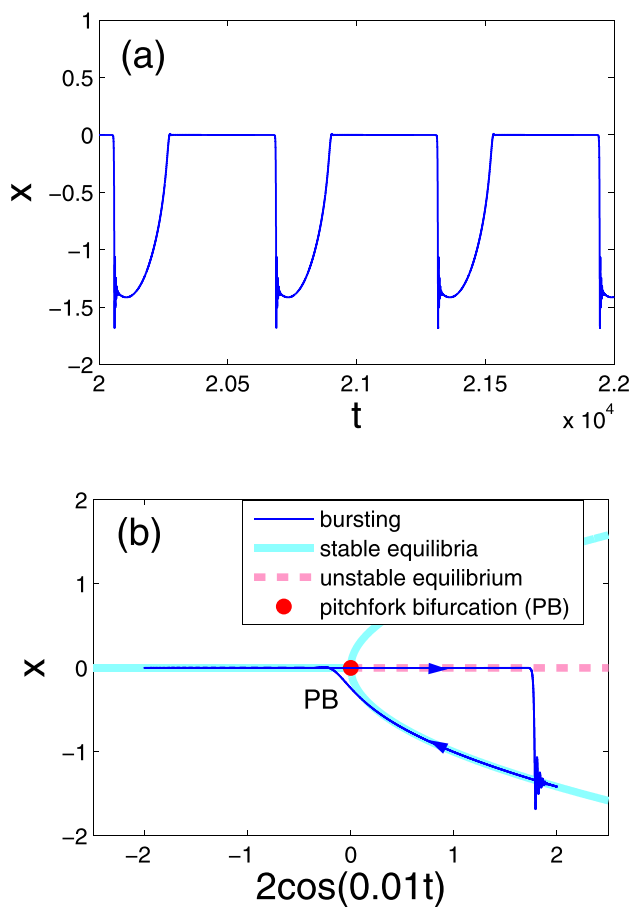 (a)
1
0.5
0
−0.5
−1
−1.5
−2
x
2
2.05
2.1
2.15
2.2
t
x 10^4
(b)
bursting
stable equilibria
unstable equilibrium
pitchfork bifurcation (PB)
2
1
0
−1
−2
x
PB
−2
−1
0
1
2
2cos(0.01t)